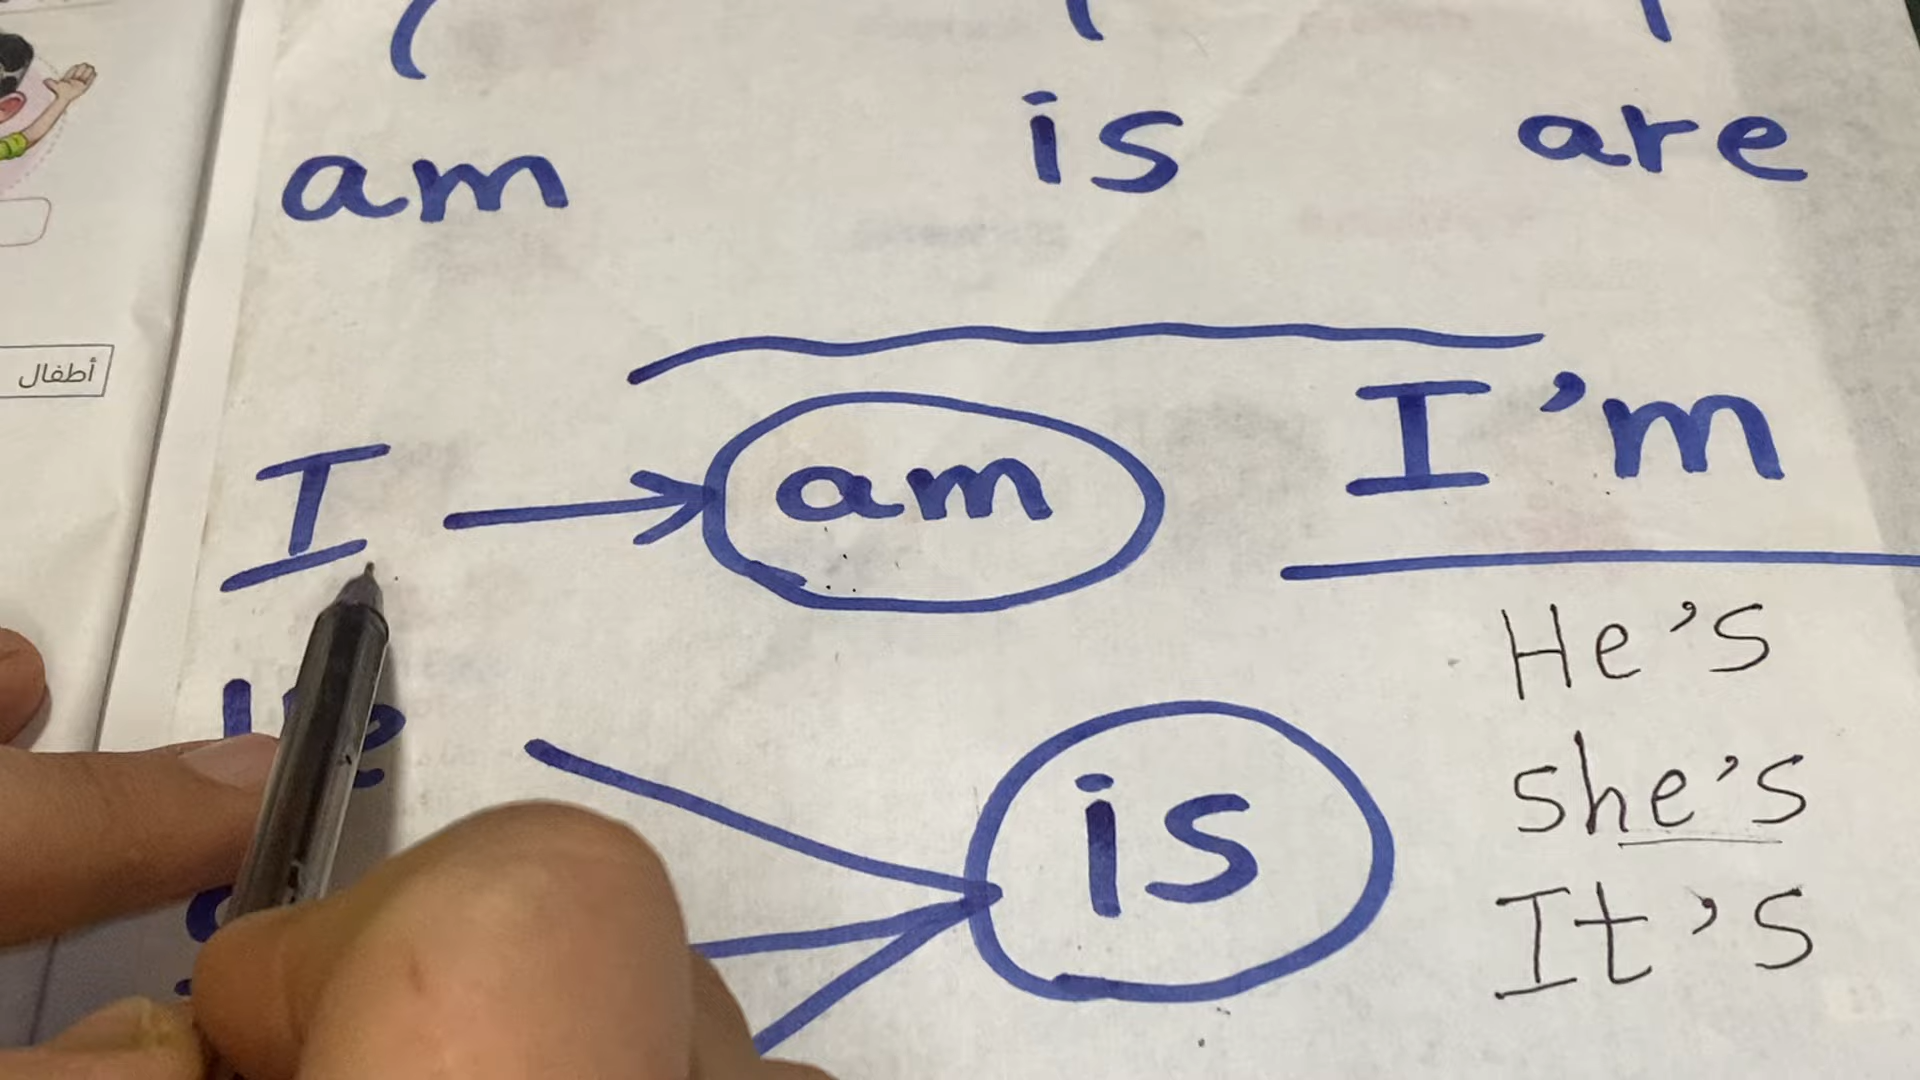 am is are
أطفال
I am I'm
He's
is she's
It's